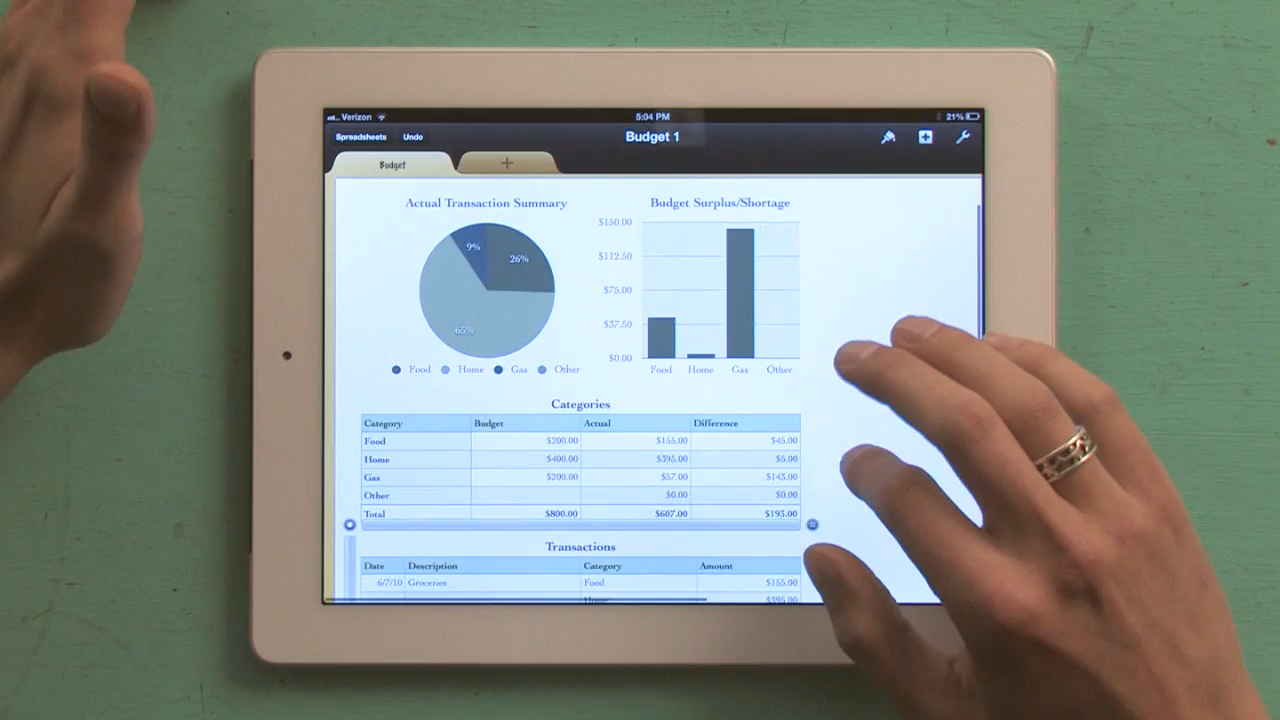 Verizon 5:04 PM 21%
Spreadsheets Undo Budget 1
Budget +
Actual Transaction Summary
9%
26%
65%
Food Home Gas Other
Budget Surplus/Shortage
$150.00
$112.50
$75.00
$37.50
$0.00
Food Home Gas Other
Categories
Category Budget Actual Difference
Food $200.00 $155.00 $45.00
Home $400.00 $395.00 $5.00
Gas $200.00 $57.00 $143.00
Other $0.00 $0.00
Total $800.00 $607.00 $193.00
Transactions
Date Description Category Amount
6/7/10 Groceries Food $155.00
Home $395.00